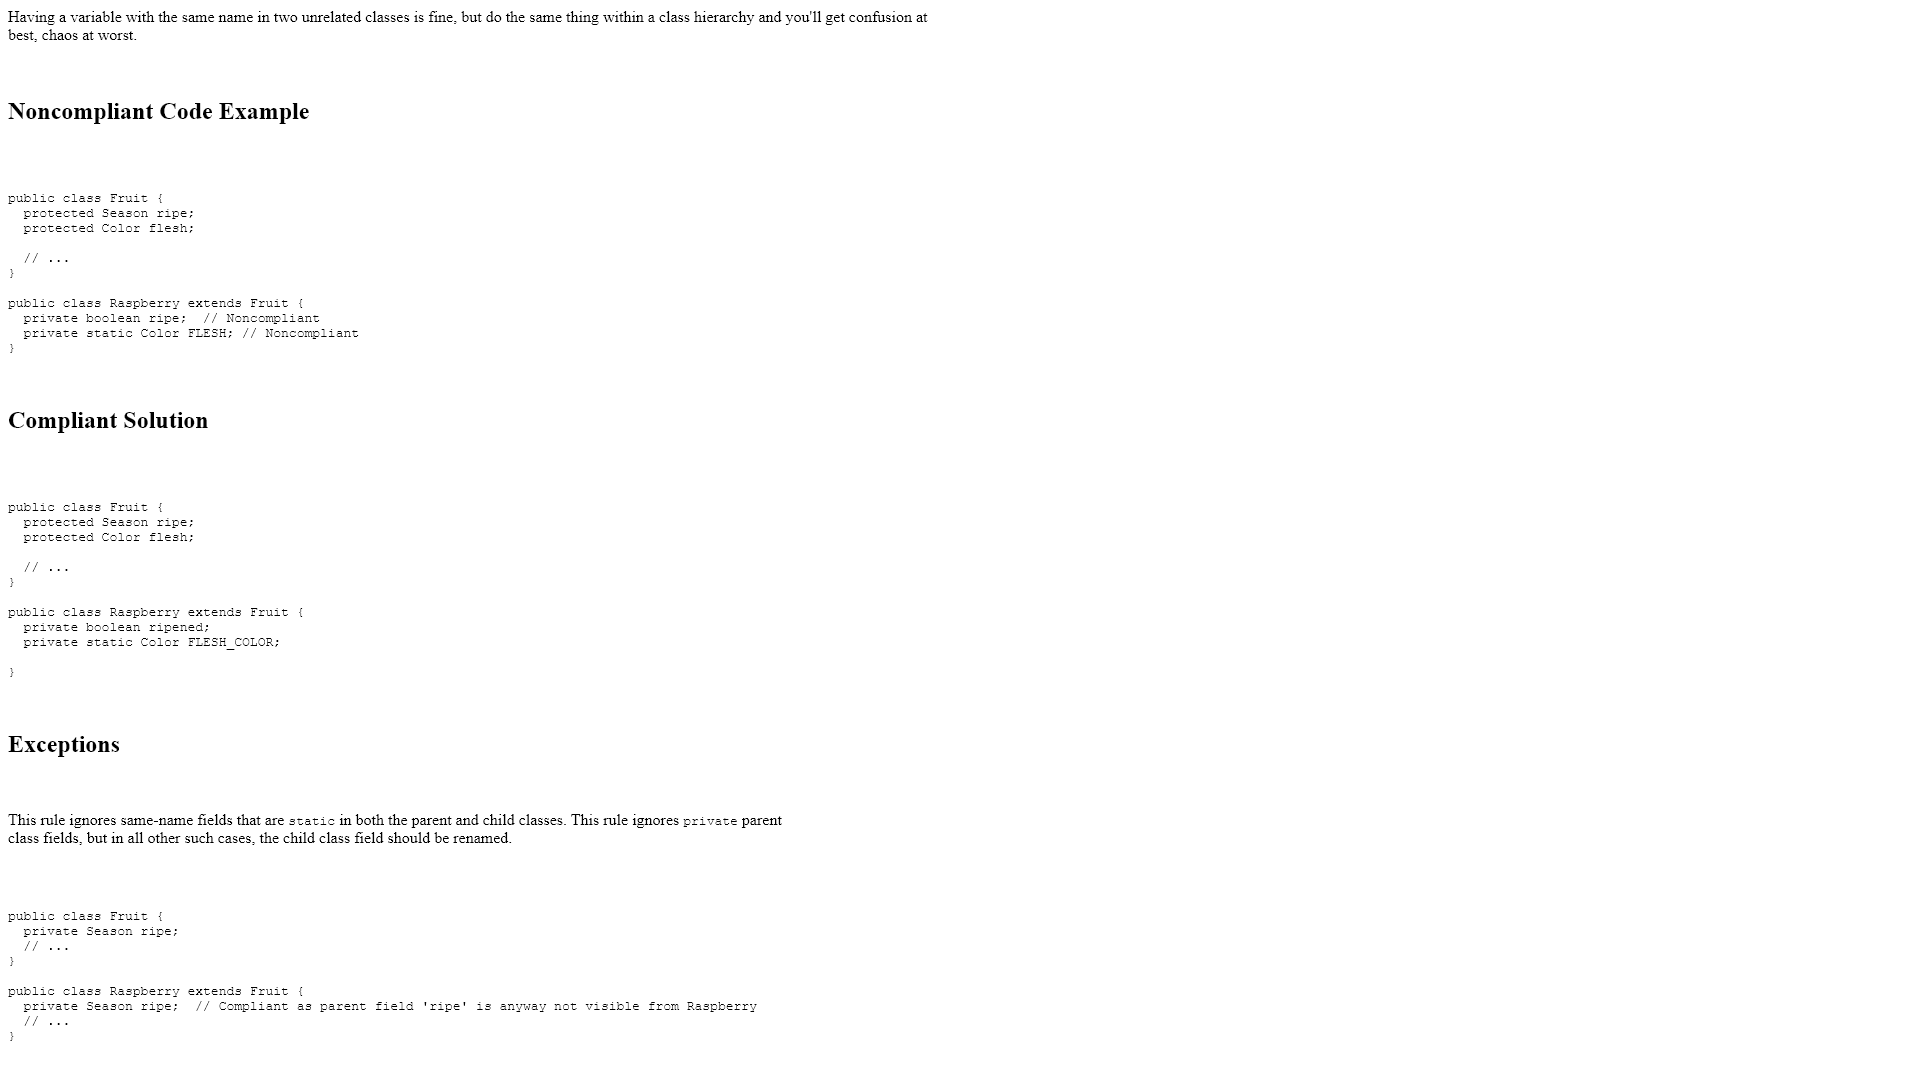 Having a variable with the same name in two unrelated classes is fine, but do the same thing within a class hierarchy and you'll get confusion at
best, chaos at worst.
Noncompliant Code Example
public class Fruit {
  protected Season ripe;
  protected Color flesh;
  // ...
}
public class Raspberry extends Fruit {
  private boolean ripe;  // Noncompliant
  private static Color FLESH; // Noncompliant
}
Compliant Solution
public class Fruit {
  protected Season ripe;
  protected Color flesh;
  // ...
}
public class Raspberry extends Fruit {
  private boolean ripened;
  private static Color FLESH_COLOR;
}
Exceptions
This rule ignores same-name fields that are static in both the parent and child classes. This rule ignores private parent
class fields, but in all other such cases, the child class field should be renamed.
public class Fruit {
  private Season ripe;
  // ...
}
public class Raspberry extends Fruit {
  private Season ripe;  // Compliant as parent field 'ripe' is anyway not visible from Raspberry
  // ...
}